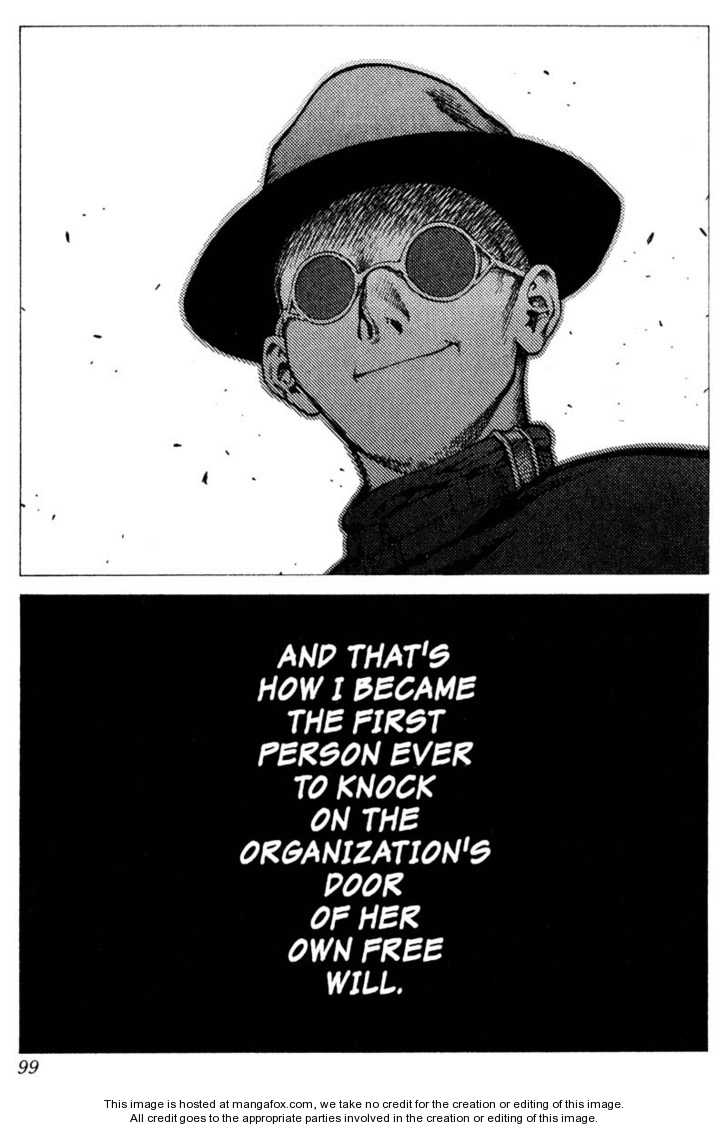 AND THAT'S
HOW I BECAME
THE FIRST
PERSON EVER
TO KNOCK
ON THE
ORGANIZATION'S
DOOR
OF HER
OWN FREE
WILL.
99
This image is hosted at mangafox.com, we take no credit for the creation or editing of this image.
All credit goes to the appropriate parties involved in the creation or editing of this image.